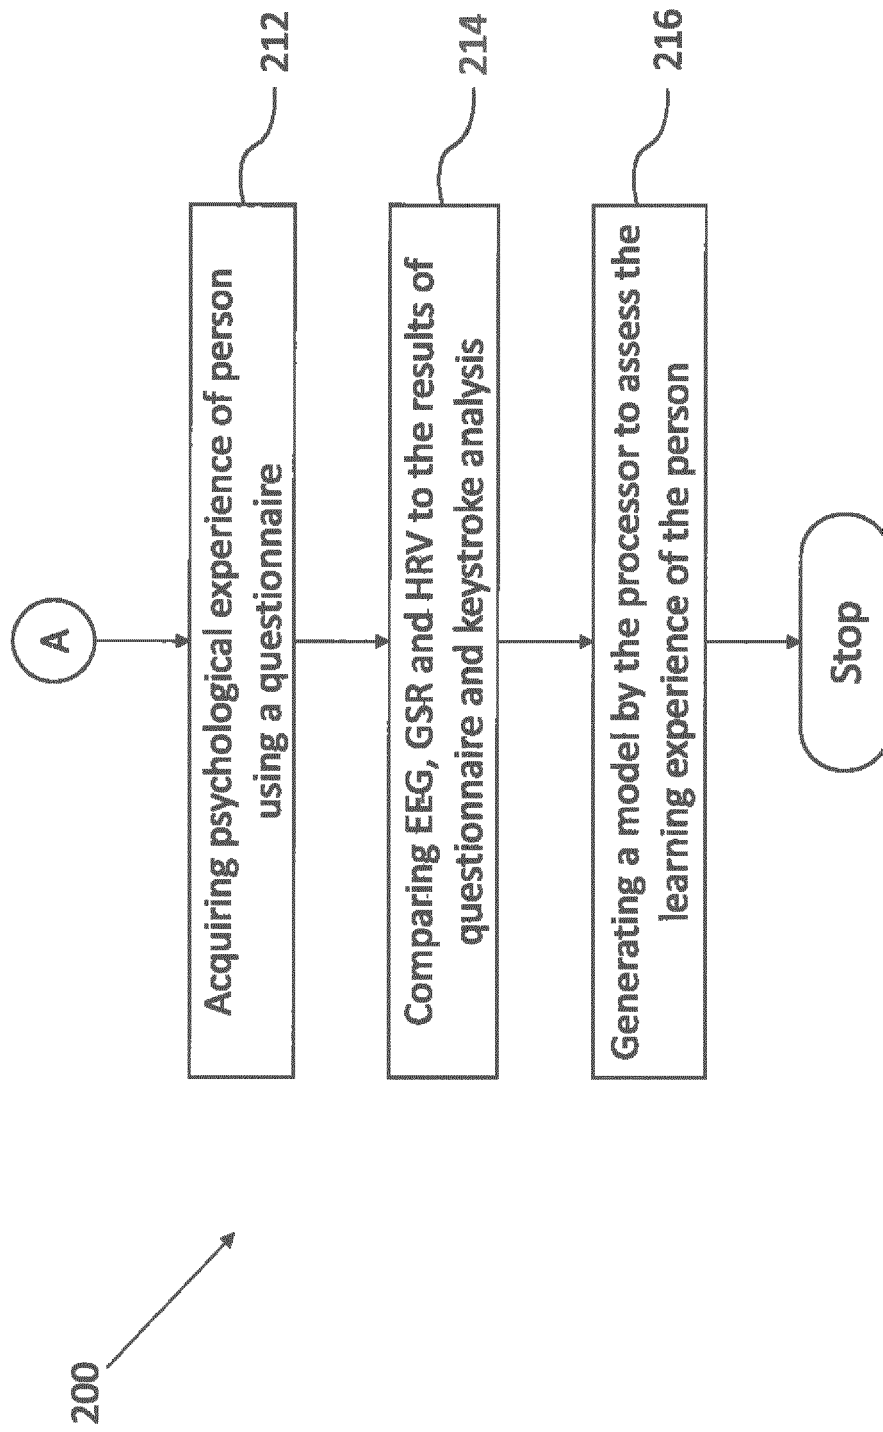 200
A
Acquiring psychological experience of person
using a questionnaire
212
Comparing EEG, GSR and HRV to the results of
questionnaire and keystroke analysis
214
Generating a model by the processor to assess the
learning experience of the person
216
Stop